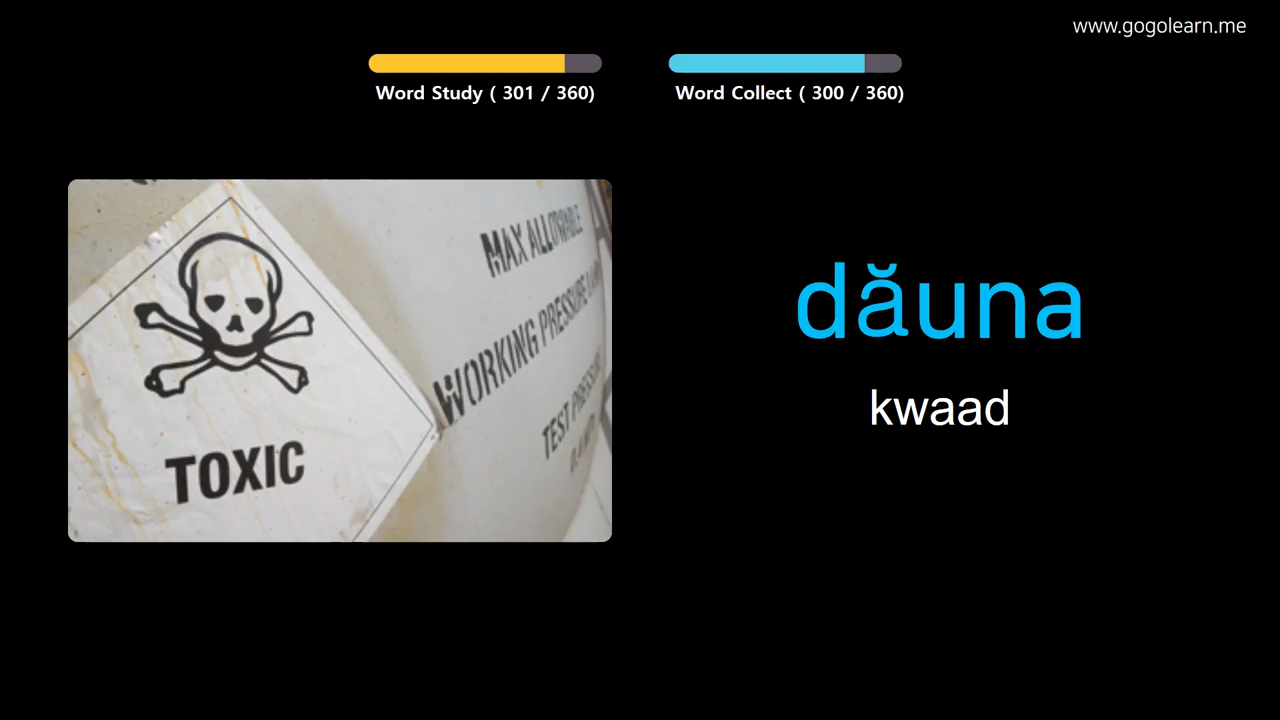 www.gogolearn.me
Word Study ( 301 / 360)
Word Collect ( 300 / 360)
MAX ALLOWABLE
WORKING PRESSURE
TEST PRESSURE
TOXIC
dăuna
kwaad